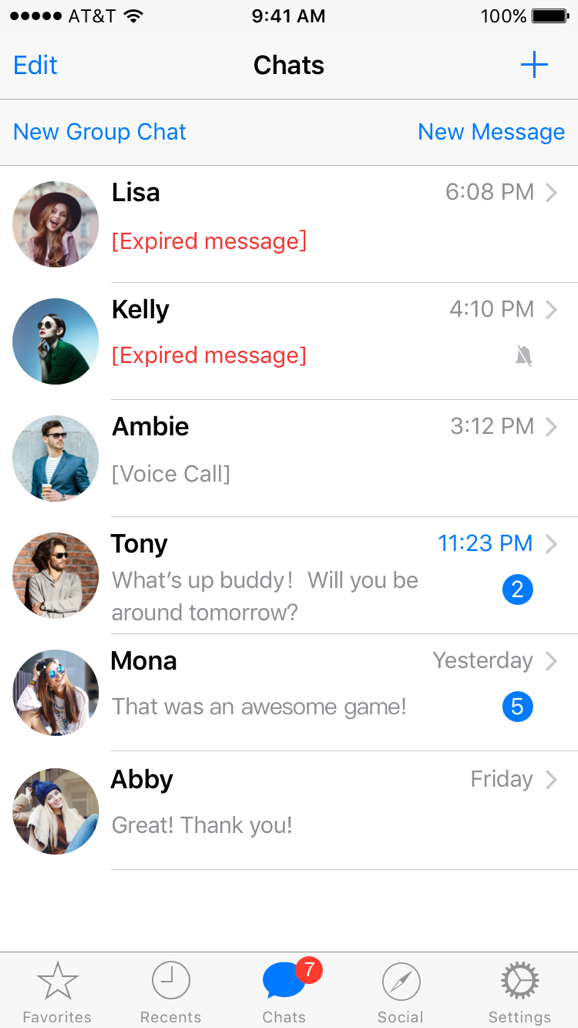 AT&T 9:41 AM 100%
Edit Chats
New Group Chat New Message
Lisa 6:08 PM
[Expired message]
Kelly 4:10 PM
[Expired message]
Ambie 3:12 PM
[Voice Call]
Tony 11:23 PM
What's up buddy! Will you be 2
around tomorrow?
Mona Yesterday
That was an awesome game! 5
Abby Friday
Great! Thank you!
7
Favorites Recents Chats Social Settings